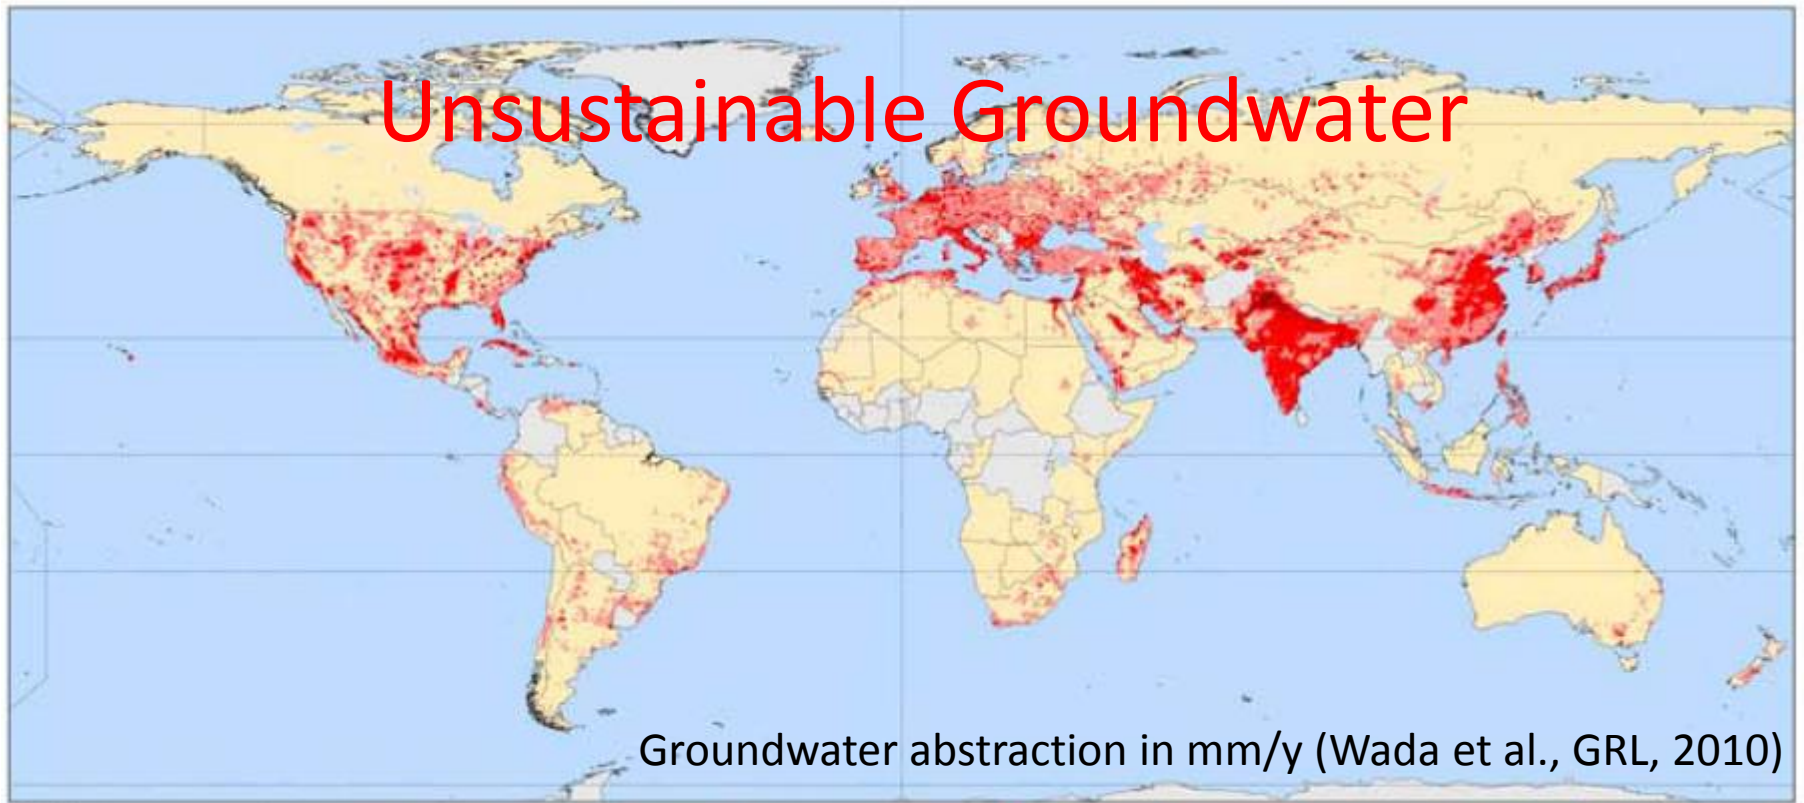 Unsustainable Groundwater
Groundwater abstraction in mm/y (Wada et al., GRL, 2010)